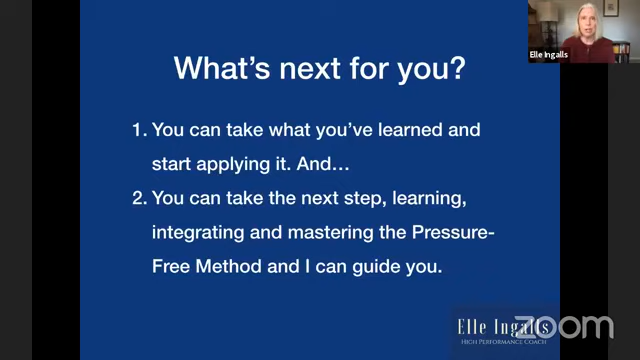 What's next for you?
1. You can take what you've learned and
start applying it. And...
2. You can take the next step, learning,
integrating and mastering the Pressure-
Free Method and I can guide you.
Elle Ingalls
Elle Ingalls
HIGH PERFORMANCE COACH
zoom